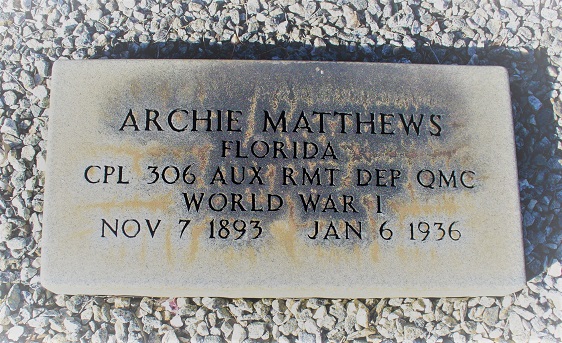 ARCHIE MATTHEWS
FLORIDA
CPL 306 AUX RMT DEP QMC
WORLD WAR I
NOV 7 1893 JAN 6 1936